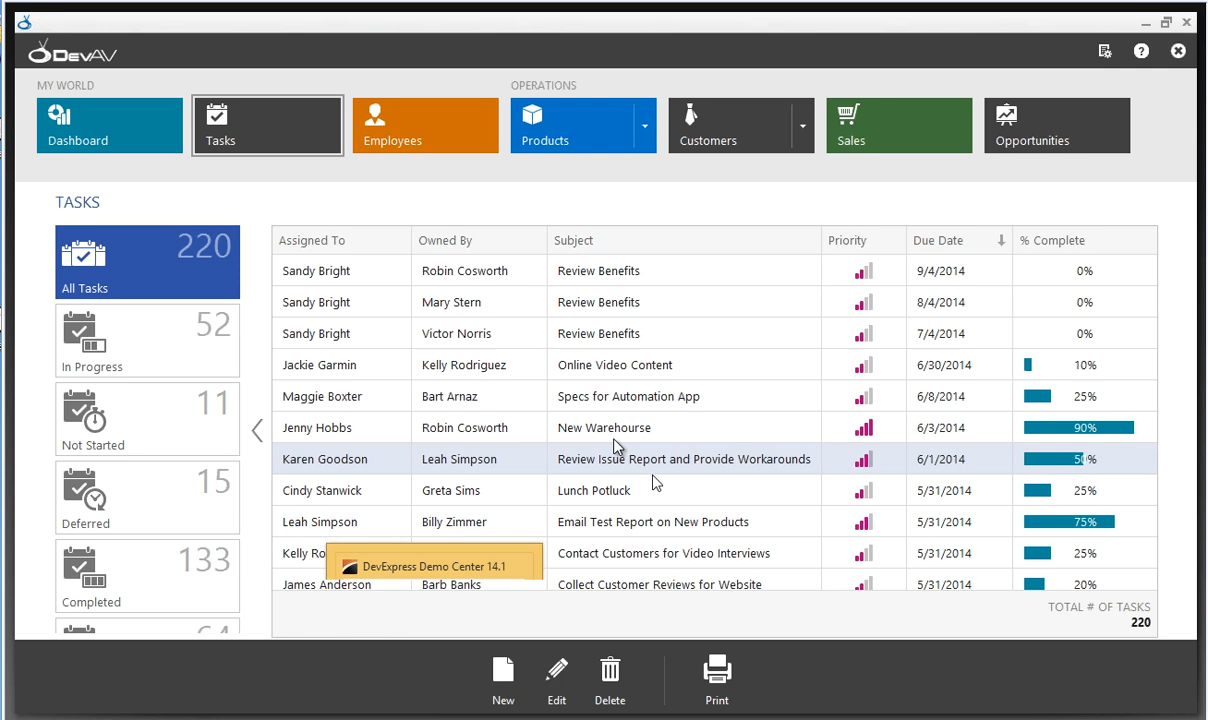 DevAV
MY WORLD
OPERATIONS
Dashboard
Tasks
Employees
Products
Customers
Sales
Opportunities
TASKS
220
All Tasks
52
In Progress
11
Not Started
15
Deferred
133
Completed
Assigned To Owned By Subject Priority Due Date % Complete
Sandy Bright Robin Cosworth Review Benefits 9/4/2014 0%
Sandy Bright Mary Stern Review Benefits 8/4/2014 0%
Sandy Bright Victor Norris Review Benefits 7/4/2014 0%
Jackie Garmin Kelly Rodriguez Online Video Content 6/30/2014 10%
Maggie Boxter Bart Arnaz Specs for Automation App 6/8/2014 25%
Jenny Hobbs Robin Cosworth New Warehourse 6/3/2014 90%
Karen Goodson Leah Simpson Review Issue Report and Provide Workarounds 6/1/2014 50%
Cindy Stanwick Greta Sims Lunch Potluck 5/31/2014 25%
Leah Simpson Billy Zimmer Email Test Report on New Products 5/31/2014 75%
Kelly Contact Customers for Video Interviews 5/31/2014 25%
DevExpress Demo Center 14.1
James Anderson Barb Banks Collect Customer Reviews for Website 5/31/2014 20%
TOTAL # OF TASKS
220
New
Edit
Delete
Print